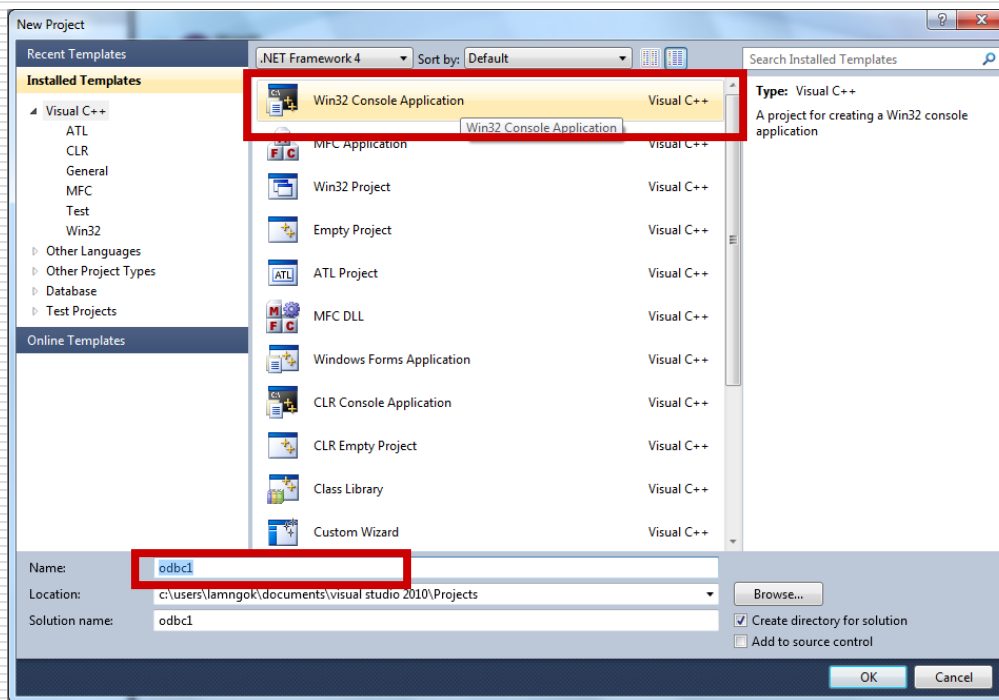 New Project
Recent Templates
Installed Templates
Visual C++
ATL
CLR
General
MFC
Test
Win32
Other Languages
Other Project Types
Database
Test Projects
Online Templates
.NET Framework 4 Sort by: Default
Win32 Console Application Visual C++
Win32 Console Application
MFC Application Visual C++
Win32 Project Visual C++
Empty Project Visual C++
ATL Project Visual C++
MFC DLL Visual C++
Windows Forms Application Visual C++
CLR Console Application Visual C++
CLR Empty Project Visual C++
Class Library Visual C++
Custom Wizard Visual C++
Search Installed Templates
Type: Visual C++
A project for creating a Win32 console
application
Name: odbc1
Location: c:\users\lamngok\documents\visual studio 2010\Projects
Browse...
Solution name: odbc1
Create directory for solution
Add to source control
OK Cancel